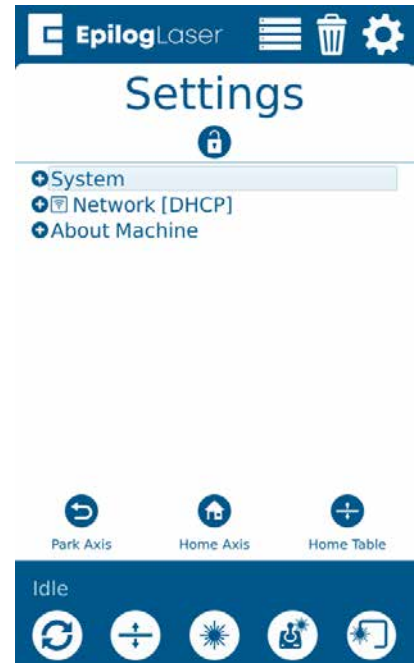 EpilogLaser
Settings
System
Network [DHCP]
About Machine
Park Axis Home Axis Home Table
Idle